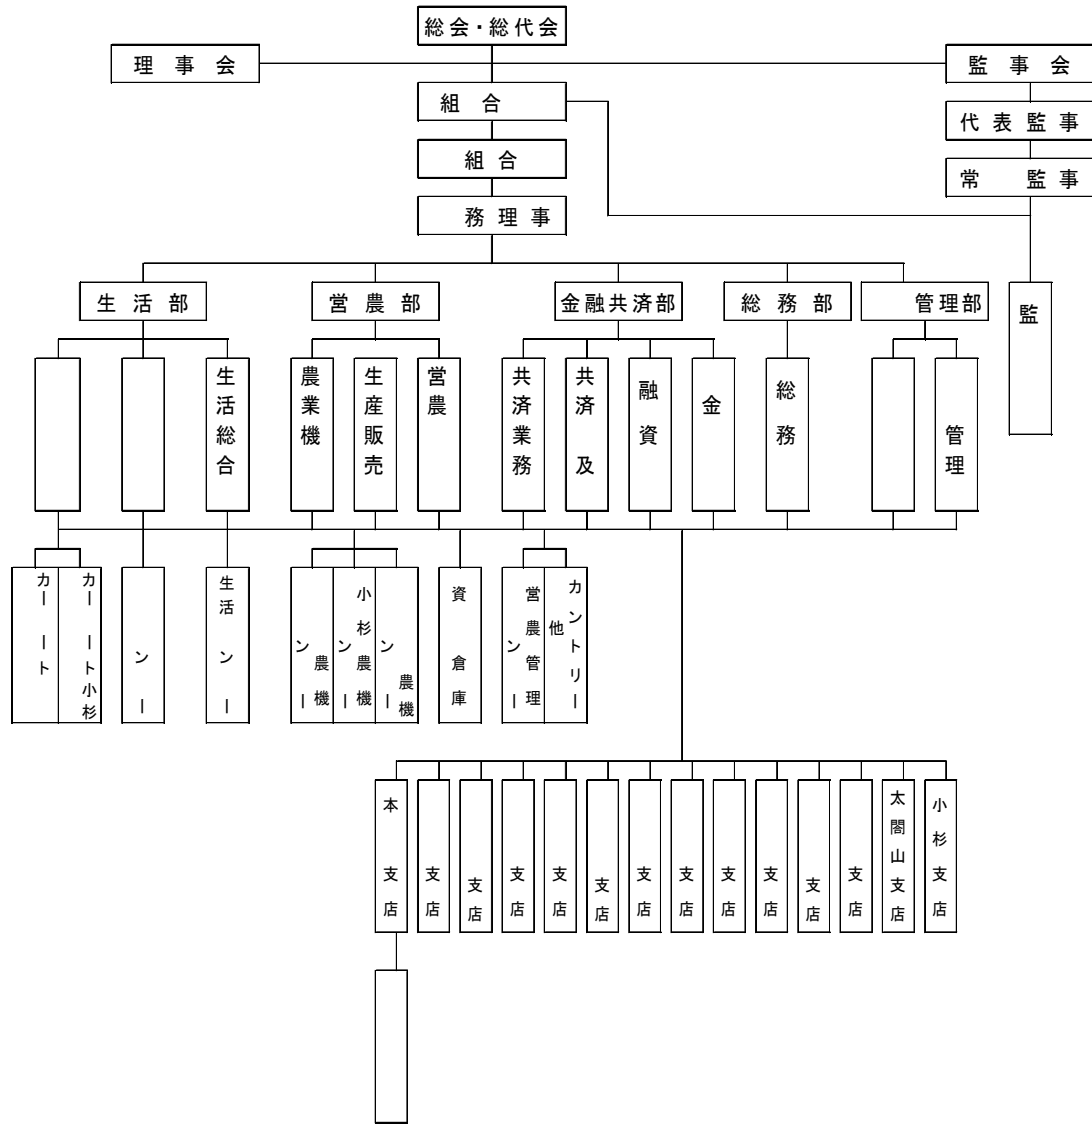 総会・総代会
理事会
監事会
組合
代表監事
組合
常 監事
務理事
生活部
営農部
金融共済部
総務部
管理部
監
生活総合
農業機
生産販売
営農
共済業務
共済 及
融資
金
総務
管理
カー ート
カー ート小杉
ン ー
生活 ン ー
農機
ン ー
小杉農機
ン ー
農機
ン ー
資 倉庫
営農管理
ン ー
カントリー
他
本 支店
支店
支店
支店
支店
支店
支店
支店
支店
支店
支店
支店
太閤山支店
小杉支店